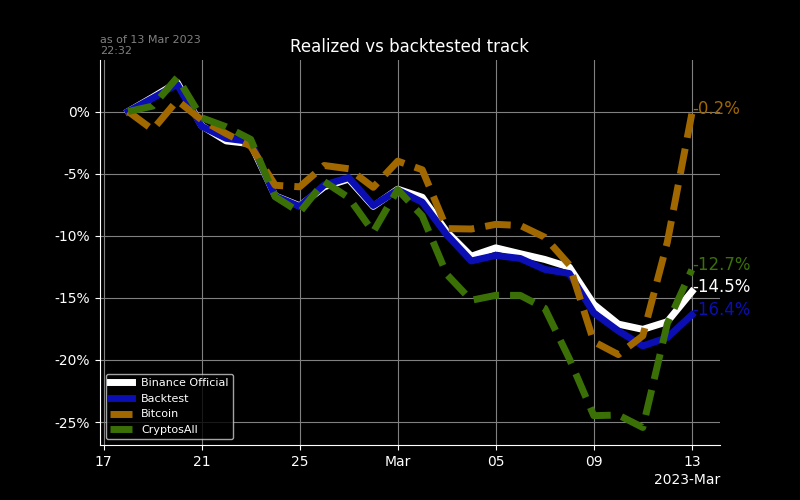 as of 13 Mar 2023
22:32
Realized vs backtested track
0%
-5%
-10%
-15%
-20%
-25%
-0.2%
-12.7%
-14.5%
-16.4%
Binance Official
Backtest
Bitcoin
CryptosAll
17 21 25 Mar 05 09 13
2023-Mar